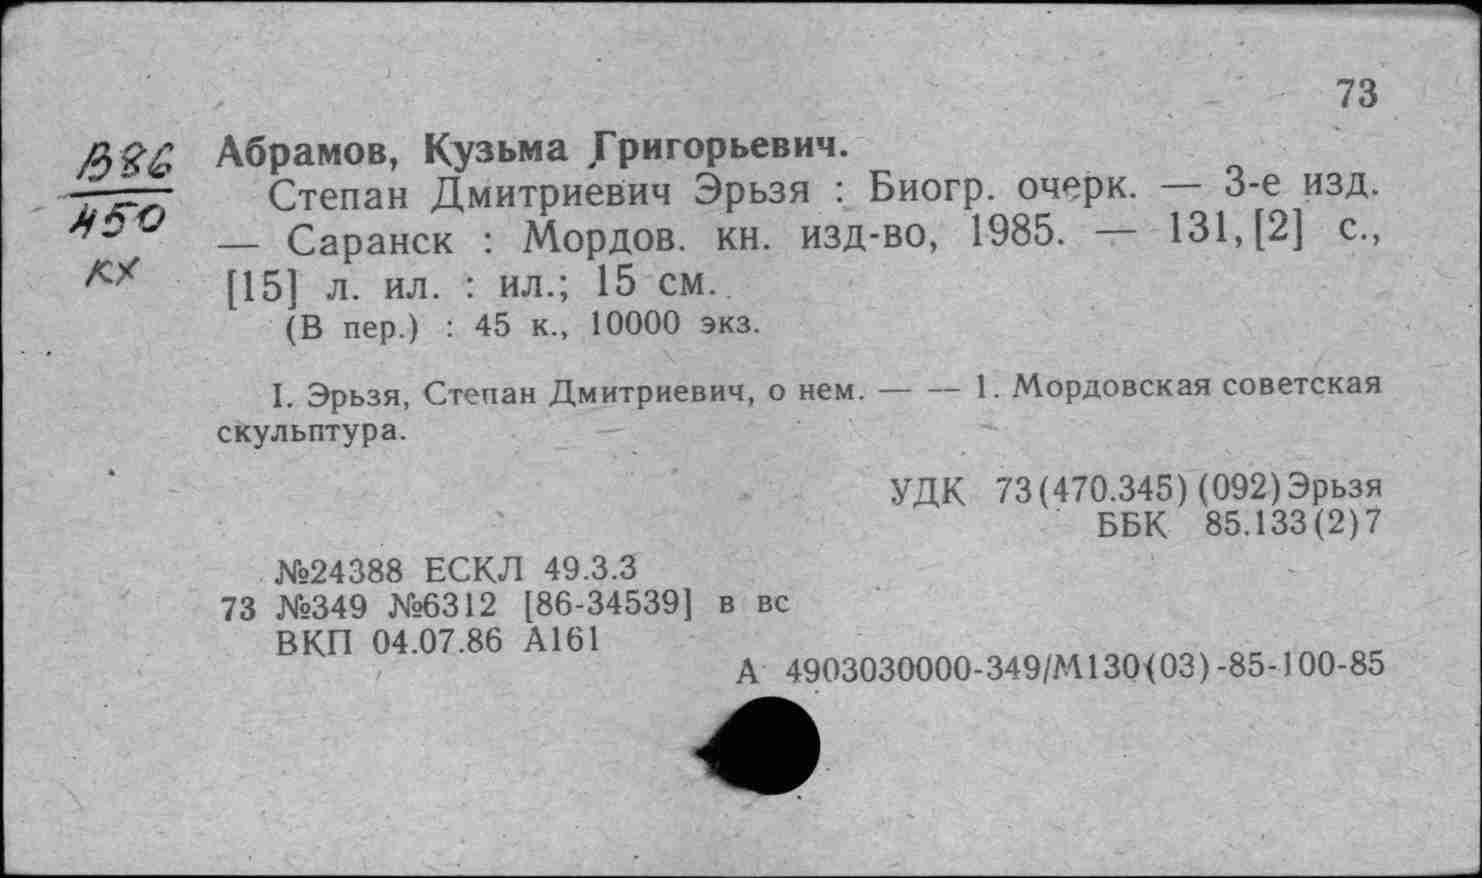 73
В86
450
кх
Абрамов, Кузьма Григорьевич.
Степан Дмитриевич Эрьзя : Биогр. очерк. — 3-е изд.
— Саранск : Мордов. кн. изд-во, 1985. — 131, [2] с.,
[15] л. ил. : ил.; 15 см.
(В пер.) : 45 к., 10000 экз.
I. Эрьзя, Степан Дмитриевич, о нем. — — 1. Мордовская советская
скульптура.
УДК 73(470.345)(092)Эрьзя
ББК 85.133(2)7
№24388 ЕСКЛ 49.3.3
73 №349 №6312 [86-34539] в вс
ВКП 04.07.86 А161
А 4903030000-349/М130(03)-85-100-85